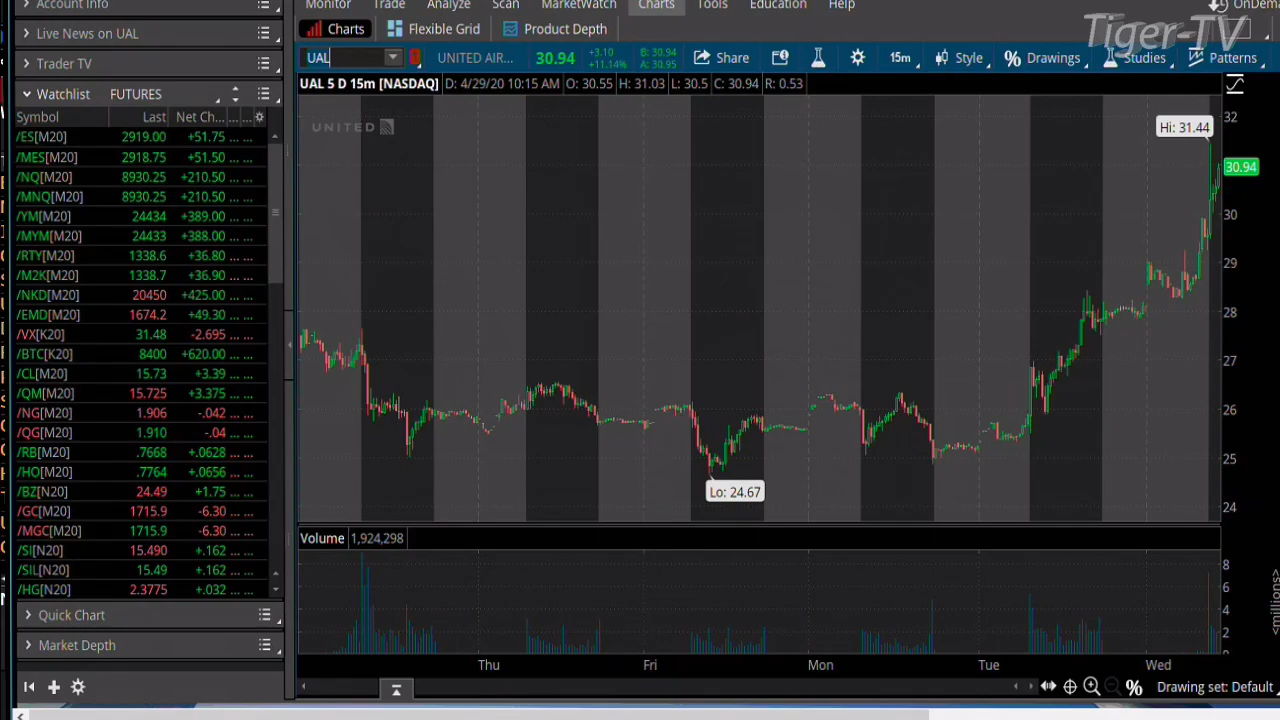 Account Info
Monitor Trade Analyze Scan MarketWatch Charts Tools Education Help
OnDem
Tiger-TV
Live News on UAL
Charts Flexible Grid Product Depth
Trader TV
UAL UNITED AIR... 30.94 +3.10 +11.14% B: 30.94 A: 30.95 Share 15m Style % Drawings Studies Patterns
Watchlist FUTURES
UAL 5 D 15m [NASDAQ] D: 4/29/20 10:15 AM O: 30.55 H: 31.03 L: 30.5 C: 30.94 R: 0.53
Symbol Last Net Ch... ... ...
/ES[M20] 2919.00 +51.75 ... ...
/MES[M20] 2918.75 +51.50 ... ...
/NQ[M20] 8930.25 +210.50 ... ...
/MNQ[M20] 8930.25 +210.50 ... ...
/YM[M20] 24434 +389.00 ... ...
/MYM[M20] 24433 +388.00 ... ...
/RTY[M20] 1338.6 +36.80 ... ...
/M2K[M20] 1338.7 +36.90 ... ...
/NKD[M20] 20450 +425.00 ... ...
/EMD[M20] 1674.2 +49.30 ... ...
/VX[K20] 31.48 -2.695 ... ...
/BTC[K20] 8400 +620.00 ... ...
/CL[M20] 15.73 +3.39 ... ...
/QM[M20] 15.725 +3.375 ... ...
/NG[M20] 1.906 -.042 ... ...
/QG[M20] 1.910 -.04 ... ...
/RB[M20] .7668 +.0628 ... ...
/HO[M20] .7764 +.0656 ... ...
/BZ[N20] 24.49 +1.75 ... ...
/GC[M20] 1715.9 -6.30 ... ...
/MGC[M20] 1715.9 -6.30 ... ...
/SI[N20] 15.490 +.162 ... ...
/SIL[N20] 15.49 +.162 ... ...
/HG[N20] 2.3775 +.032 ... ...
Quick Chart
Market Depth
UNITED
Hi: 31.44
32
30.94
30
29
28
27
26
25
24
Lo: 24.67
Volume 1,924,298
8
6
4
2
0
<millions>
Thu Fri Mon Tue Wed
% Drawing set: Default